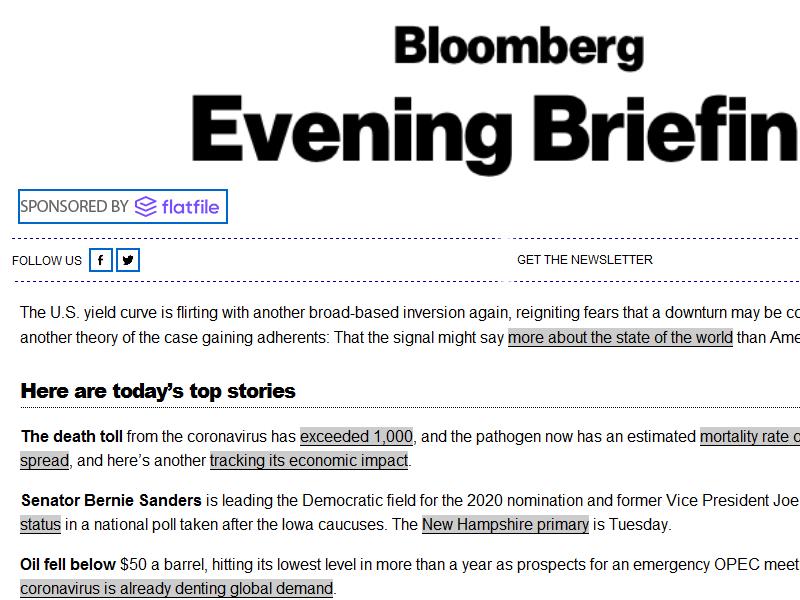 Bloomberg
Evening Briefin
SPONSORED BY flatfile
FOLLOW US
GET THE NEWSLETTER
The U.S. yield curve is flirting with another broad-based inversion again, reigniting fears that a downturn may be co
another theory of the case gaining adherents: That the signal might say more about the state of the world than Ame
Here are today’s top stories
The death toll from the coronavirus has exceeded 1,000, and the pathogen now has an estimated mortality rate o
spread, and here’s another tracking its economic impact.
Senator Bernie Sanders is leading the Democratic field for the 2020 nomination and former Vice President Joe
status in a national poll taken after the Iowa caucuses. The New Hampshire primary is Tuesday.
Oil fell below $50 a barrel, hitting its lowest level in more than a year as prospects for an emergency OPEC meet
coronavirus is already denting global demand.